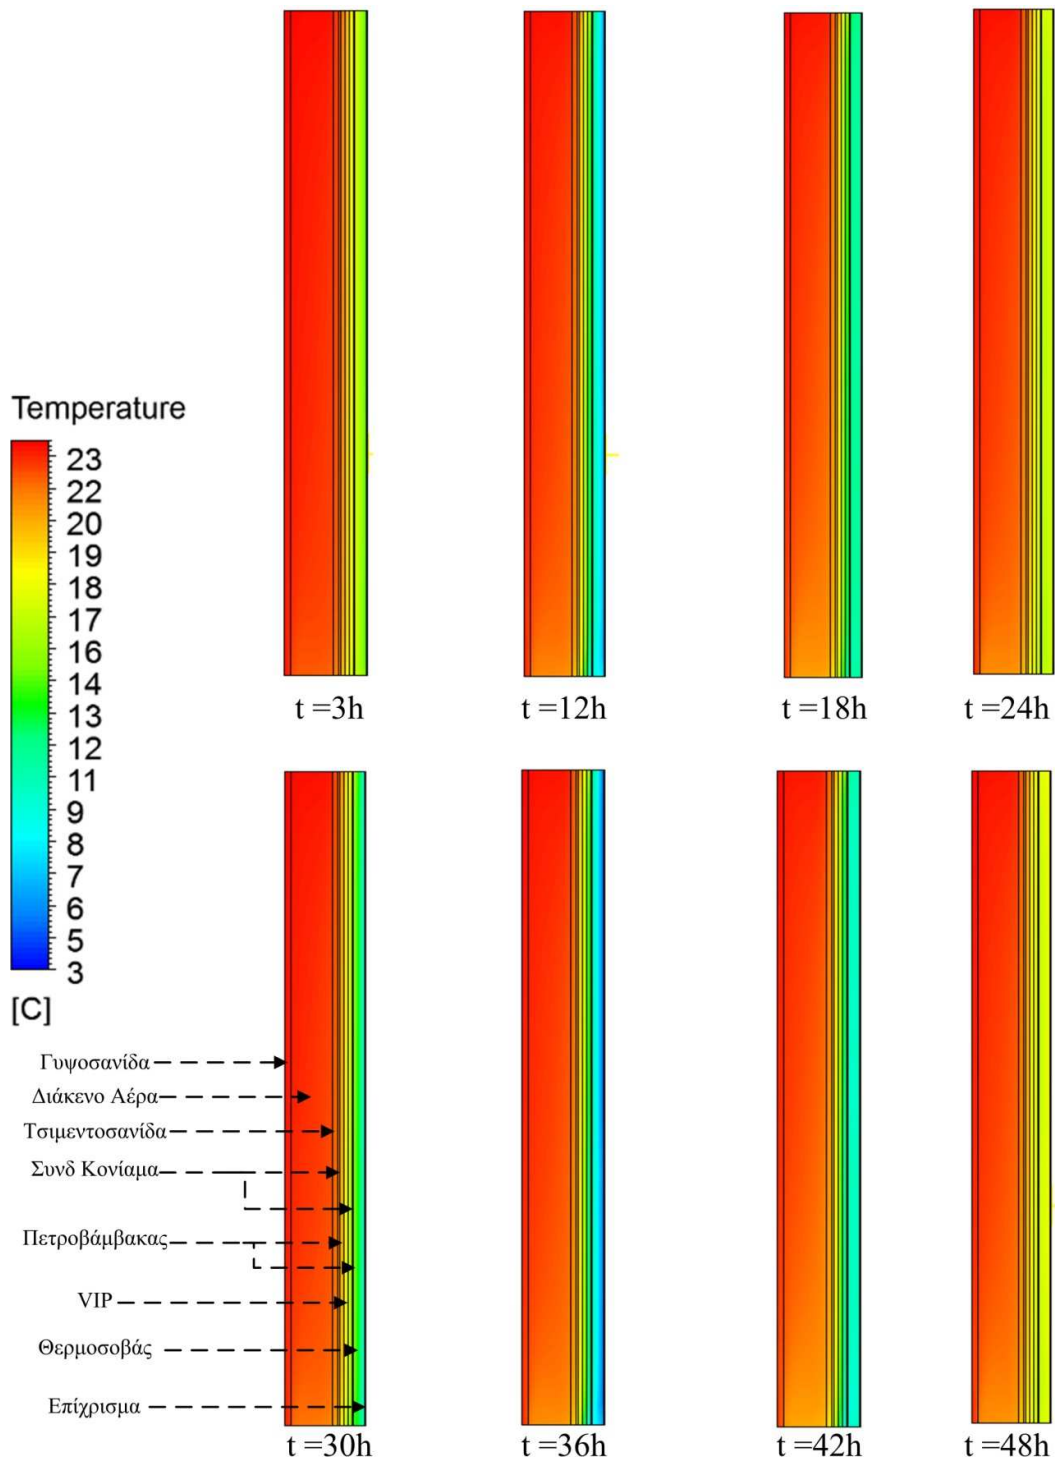 t =3h
t =12h
t =18h
t =24h
Temperature
23
22
20
19
18
17
16
14
13
12
11
9
8
7
6
5
3
[C]
Γυψοσανίδα
Διάκενο Αέρα
Τσιμεντοσανίδα
Συνδ Κονίαμα
Πετροβάμβακας
VIP
Θερμοσοβάς
Επίχρισμα
t =30h
t =36h
t =42h
t =48h